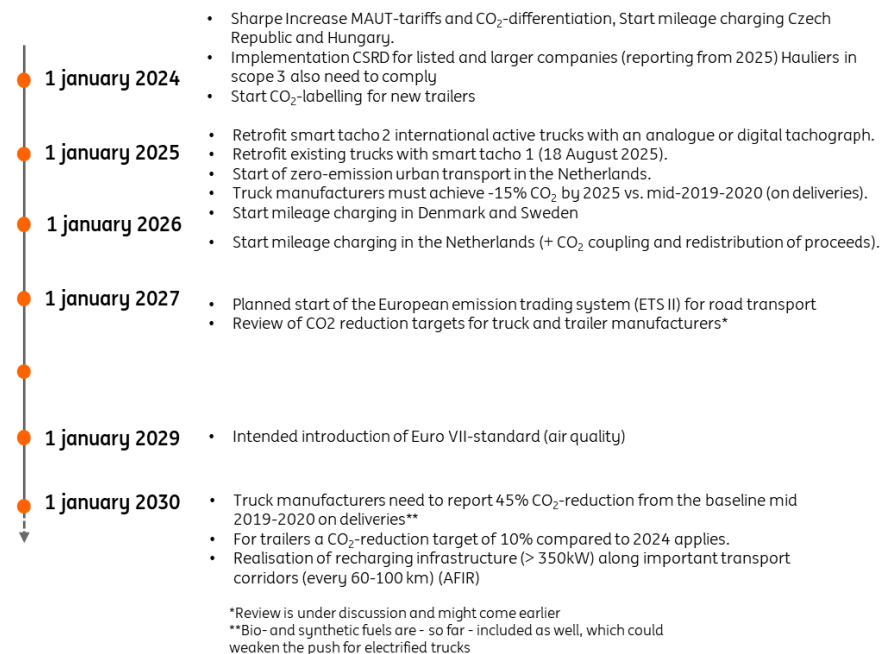 • Sharpe Increase MAUT-tariffs and CO₂-differentiation, Start mileage charging Czech
Republic and Hungary.
• Implementation CSRD for listed and larger companies (reporting from 2025) Hauliers in
scope 3 also need to comply
1 january 2024
• Start CO₂-labelling for new trailers
• Retrofit smart tacho 2 international active trucks with an analogue or digital tachograph.
1 january 2025
• Retrofit existing trucks with smart tacho 1 (18 August 2025).
• Start of zero-emission urban transport in the Netherlands.
• Truck manufacturers must achieve -15% CO₂ by 2025 vs. mid-2019-2020 (on deliveries).
1 january 2026
• Start mileage charging in Denmark and Sweden
• Start mileage charging in the Netherlands (+ CO₂ coupling and redistribution of proceeds).
1 january 2027
• Planned start of the European emission trading system (ETS II) for road transport
• Review of CO2 reduction targets for truck and trailer manufacturers*
1 january 2029
• Intended introduction of Euro VII-standard (air quality)
1 january 2030
• Truck manufacturers need to report 45% CO₂-reduction from the baseline mid
2019-2020 on deliveries**
• For trailers a CO₂-reduction target of 10% compared to 2024 applies.
• Realisation of recharging infrastructure (> 350kW) along important transport
corridors (every 60-100 km) (AFIR)
*Review is under discussion and might come earlier
**Bio- and synthetic fuels are - so far - included as well, which could
weaken the push for electrified trucks